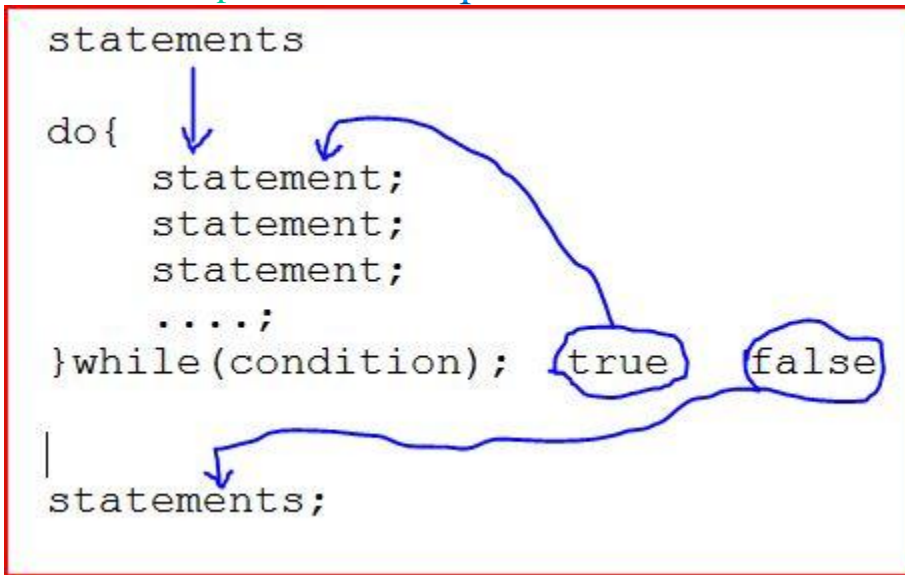 statements
do{
statement;
statement;
statement;
....;
}while(condition); true false
statements;